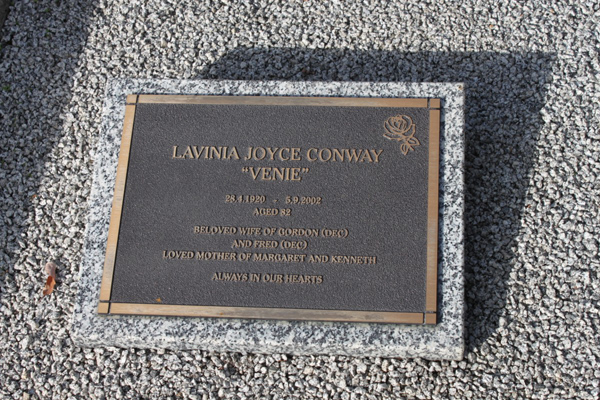 LAVINIA JOYCE CONWAY
"VENIE"
28.4.1920 - 5.9.2002
AGED 82
BELOVED WIFE OF GORDON (DEC)
AND FRED (DEC)
LOVED MOTHER OF MARGARET AND KENNETH
ALWAYS IN OUR HEARTS